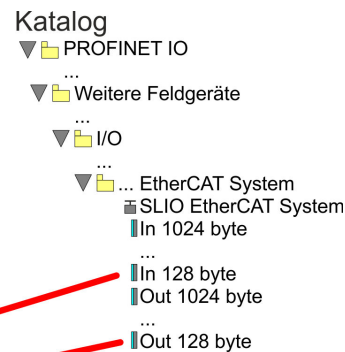 Katalog
PROFINET IO
...
Weitere Feldgeräte
...
I/O
...
... EtherCAT System
SLIO EtherCAT System
In 1024 byte
...
In 128 byte
Out 1024 byte
...
Out 128 byte